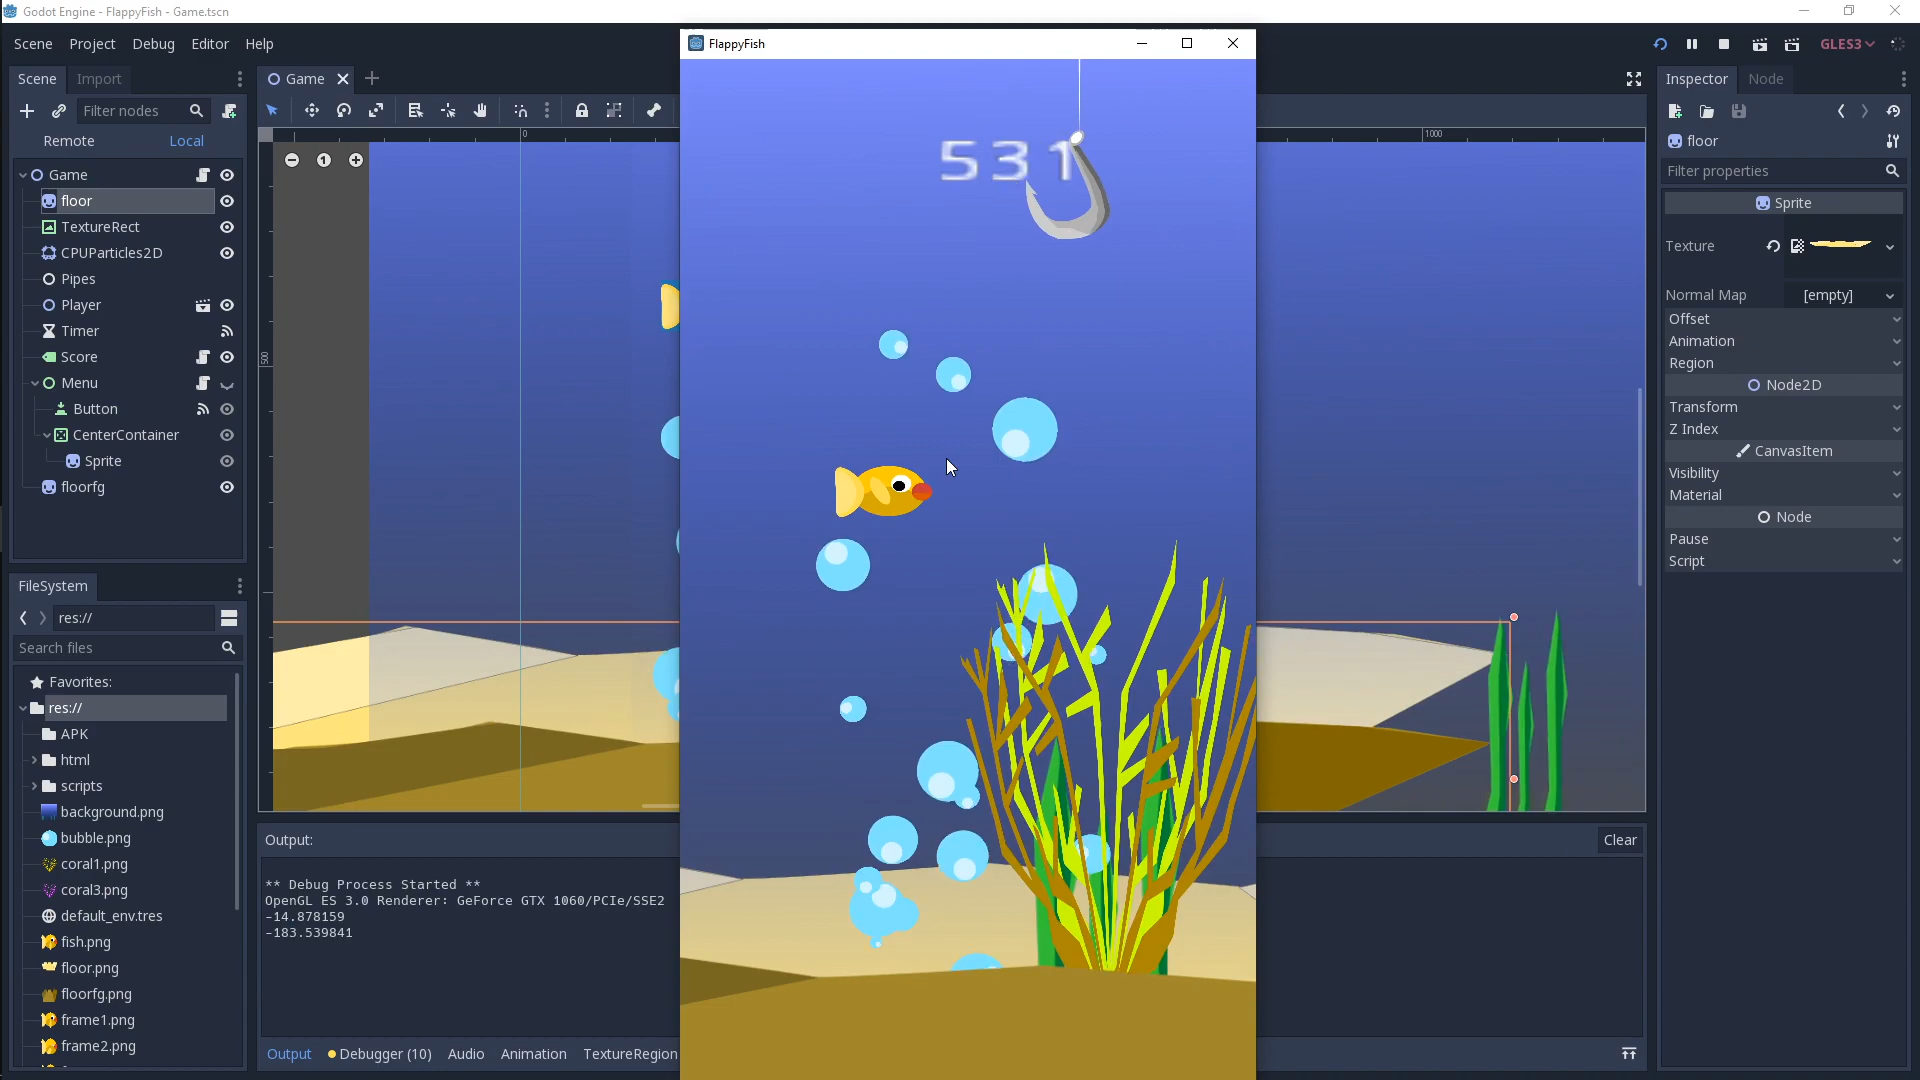 Godot Engine - FlappyFish - Game.tscn
Scene Project Debug Editor Help
GLES3
Scene Import
Filter nodes
Remote Local
Game
floor
TextureRect
CPUParticles2D
Pipes
Player
Timer
Score
Menu
Button
CenterContainer
Sprite
floorfg
FileSystem
res://
Search files
Favorites:
res://
APK
html
scripts
background.png
bubble.png
coral1.png
coral3.png
default_env.tres
fish.png
floor.png
floorfg.png
frame1.png
frame2.png
Game
0
1000
500
1
FlappyFish
531
Output:
Clear
** Debug Process Started **
OpenGL ES 3.0 Renderer: GeForce GTX 1060/PCIe/SSE2
-14.878159
-183.539841
Output Debugger (10) Audio Animation TextureRegion
Inspector Node
floor
Filter properties
Sprite
Texture
Normal Map [empty]
Offset
Animation
Region
Node2D
Transform
Z Index
CanvasItem
Visibility
Material
Node
Pause
Script